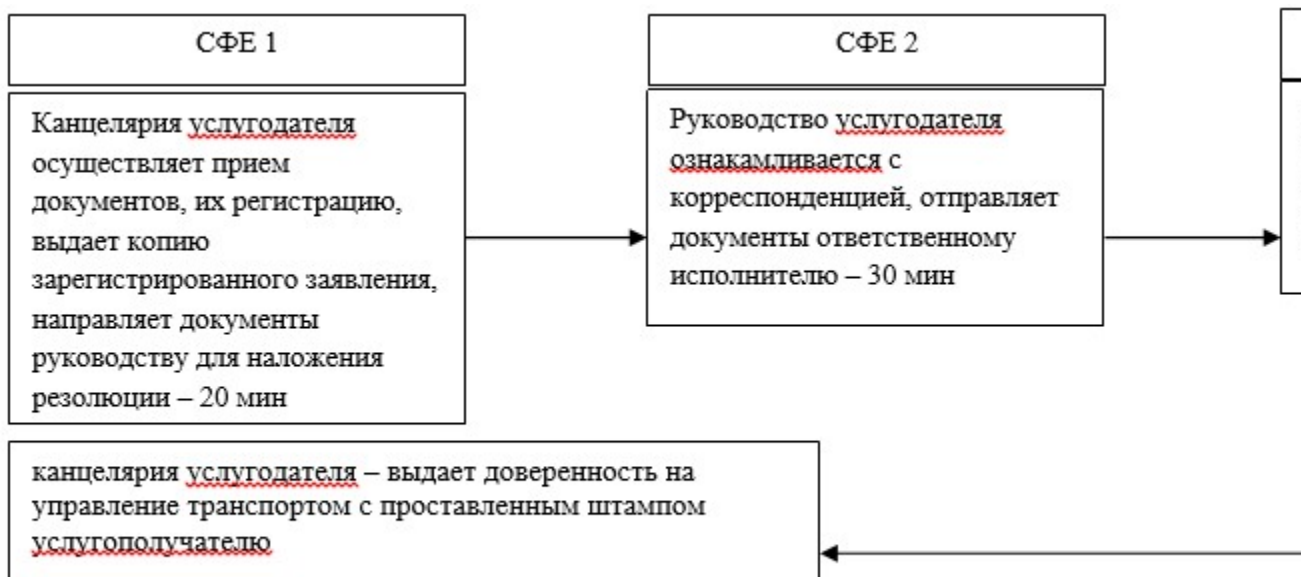 СФЕ 1
Канцелярия услугодателя
осуществляет прием
документов, их регистрацию,
выдает копию
зарегистрированного заявления,
направляет документы
руководству для наложения
резолюции – 20 мин
СФЕ 2
Руководство услугодателя
ознакамливается с
корреспонденцией, отправляет
документы ответственному
исполнителю – 30 мин
канцелярия услугодателя – выдает доверенность на
управление транспортом с проставленным штампом
услугополучателю